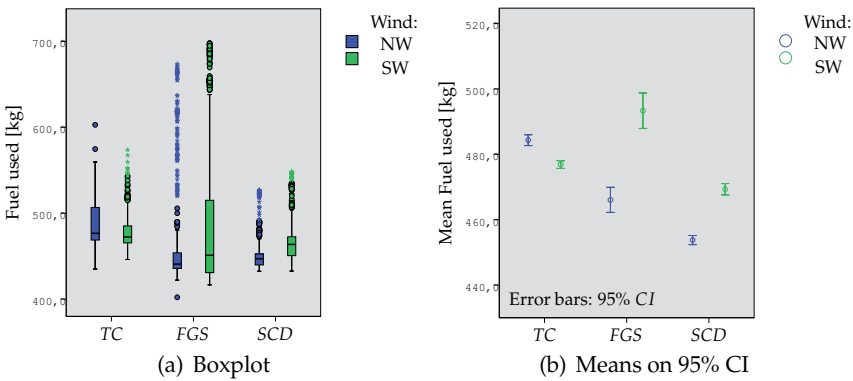 Wind:
NW
SW
Fuel used [kg]
700,0
600,0
500,0
400,0
TC
FGS
SCD
(a) Boxplot
Wind:
NW
SW
Mean Fuel used [kg]
520,0
500,0
480,0
460,0
440,0
Error bars: 95% CI
TC
FGS
SCD
(b) Means on 95% CI